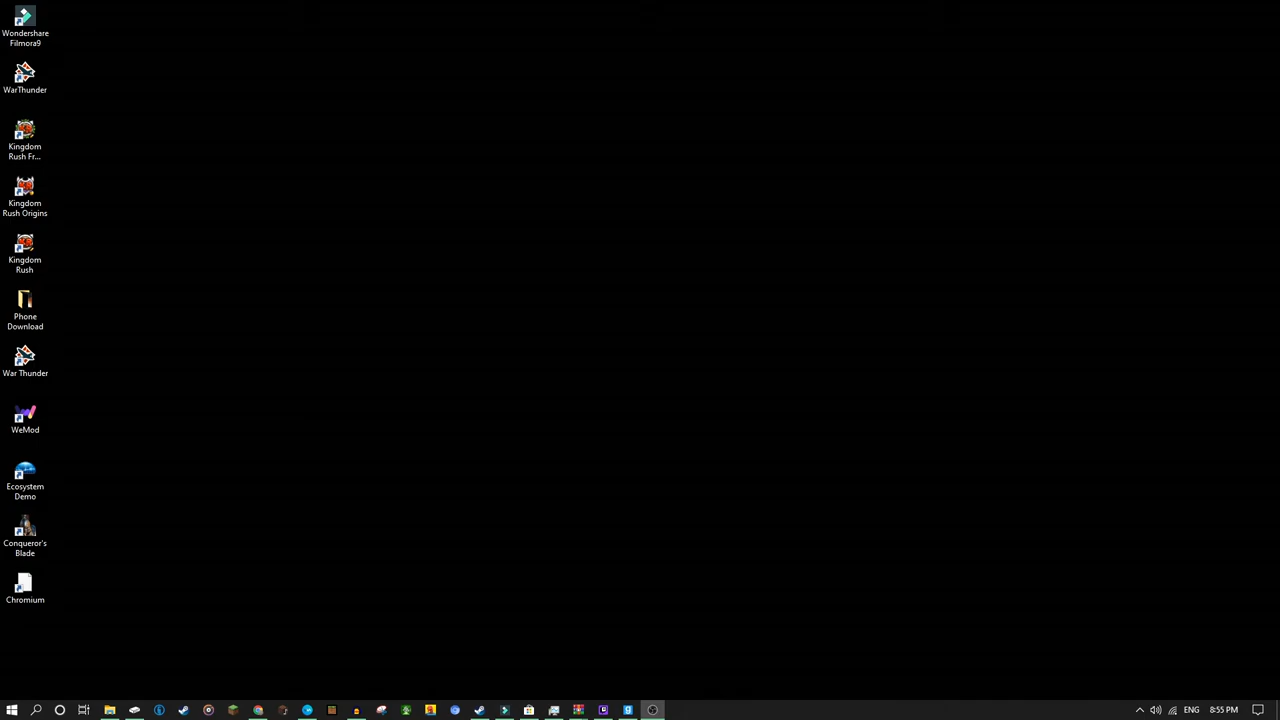 Wondershare
Filmora9
WarThunder
Kingdom
Rush Fr...
Kingdom
Rush Origins
Kingdom
Rush
Phone
Download
War Thunder
WeMod
Ecosystem
Demo
Conqueror's
Blade
Chromium
ENG
8:55 PM